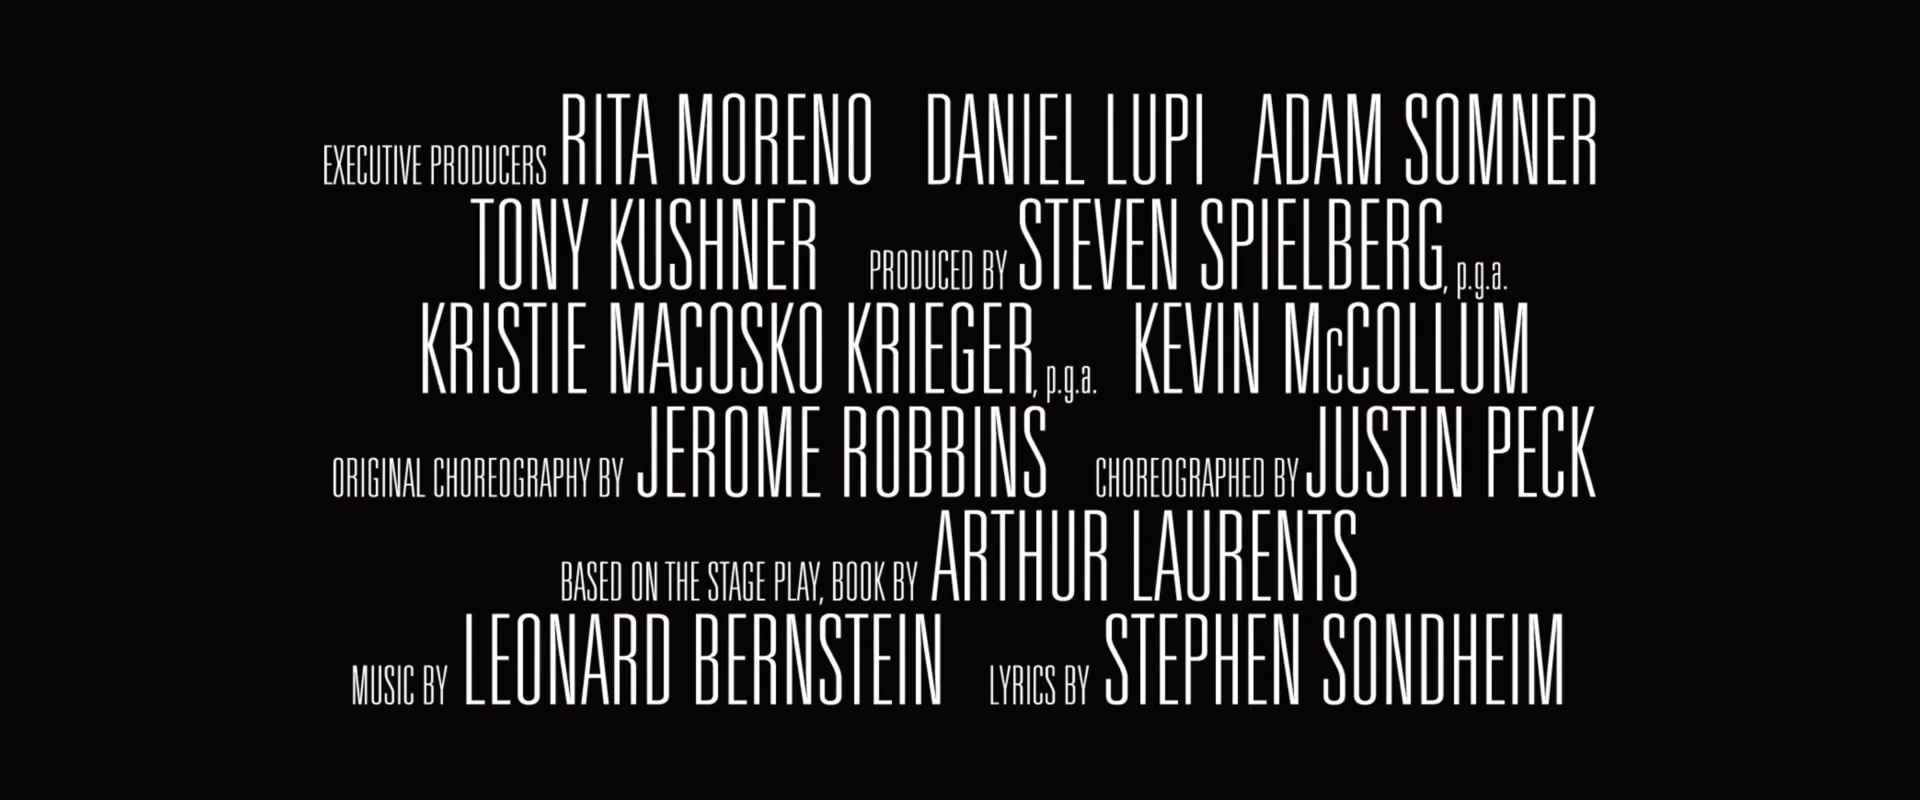 EXECUTIVE PRODUCERS RITA MORENO DANIEL LUPI ADAM SOMNER
TONY KUSHNER PRODUCED BY STEVEN SPIELBERG, p.g.a.
KRISTIE MACOSKO KRIEGER, p.g.a. KEVIN McCOLLUM
ORIGINAL CHOREOGRAPHY BY JEROME ROBBINS CHOREOGRAPHED BY JUSTIN PECK
BASED ON THE STAGE PLAY, BOOK BY ARTHUR LAURENTS
MUSIC BY LEONARD BERNSTEIN LYRICS BY STEPHEN SONDHEIM